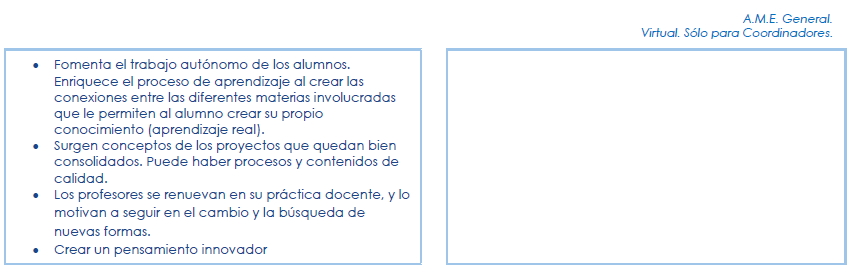 A.M.E. General.
Virtual. Sólo para Coordinadores.
• Fomenta el trabajo autónomo de los alumnos.
Enriquece el proceso de aprendizaje al crear las
conexiones entre las diferentes materias involucradas
que le permiten al alumno crear su propio
conocimiento (aprendizaje real).
• Surgen conceptos de los proyectos que quedan bien
consolidados. Puede haber procesos y contenidos de
calidad.
• Los profesores se renuevan en su práctica docente, y lo
motivan a seguir en el cambio y la búsqueda de
nuevas formas.
• Crear un pensamiento innovador